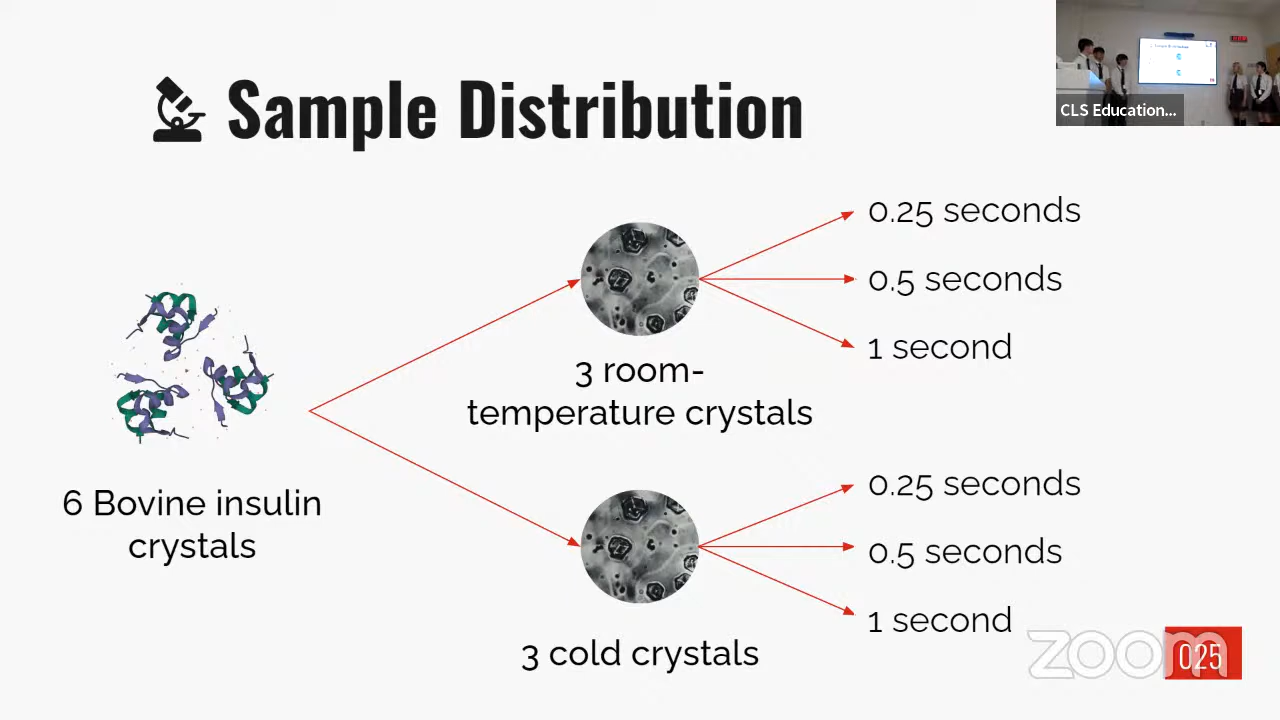 Sample Distribution
CLS Education...
0.25 seconds
0.5 seconds
1 second
3 room-
temperature crystals
6 Bovine insulin
crystals
0.25 seconds
0.5 seconds
1 second
3 cold crystals
zoom
025